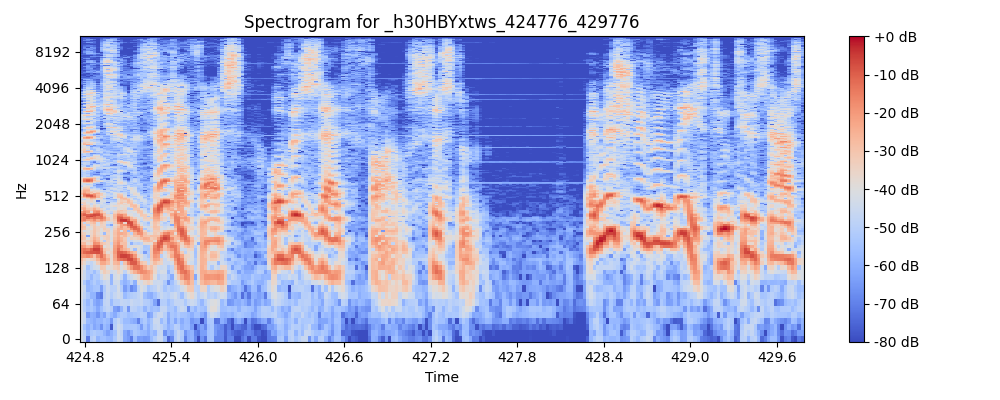 Spectrogram for _h30HBYxtws_424776_429776
Hz
8192
4096
2048
1024
512
256
128
64
0
424.8 425.4 426.0 426.6 427.2 427.8 428.4 429.0 429.6
Time
+0 dB
-10 dB
-20 dB
-30 dB
-40 dB
-50 dB
-60 dB
-70 dB
-80 dB